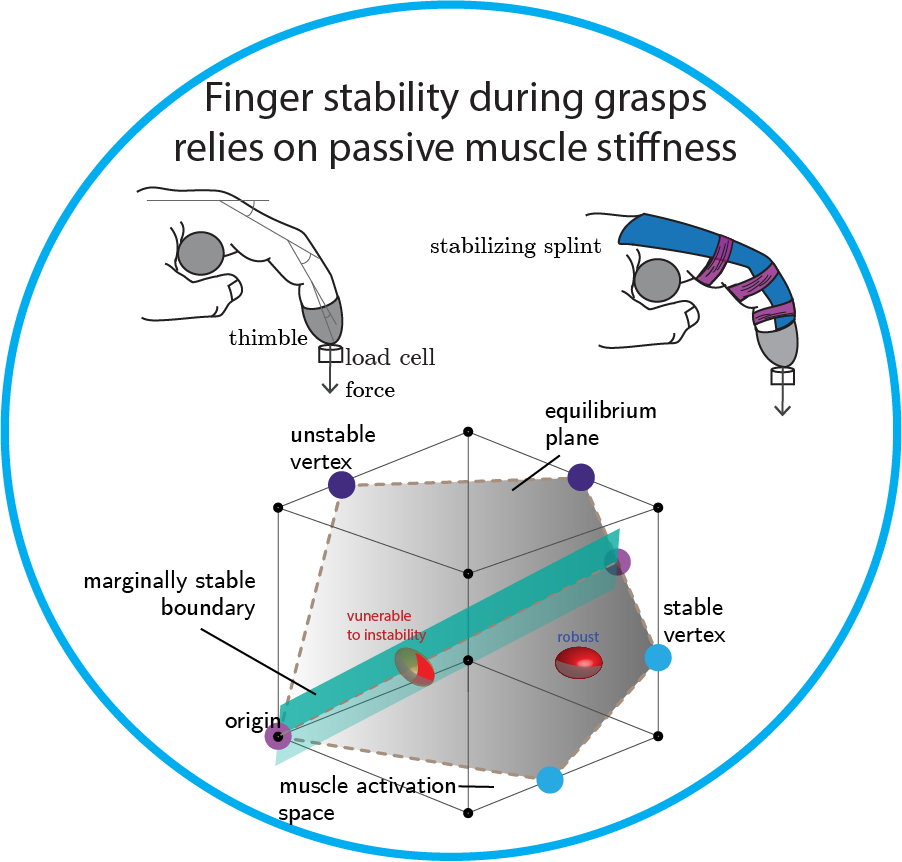 Finger stability during grasps
relies on passive muscle stiffness
stabilizing splint
thimble
load cell
force
equilibrium
plane
unstable
vertex
marginally stable
boundary
vunerable
to instability
robust
stable
vertex
origin
muscle activation
space